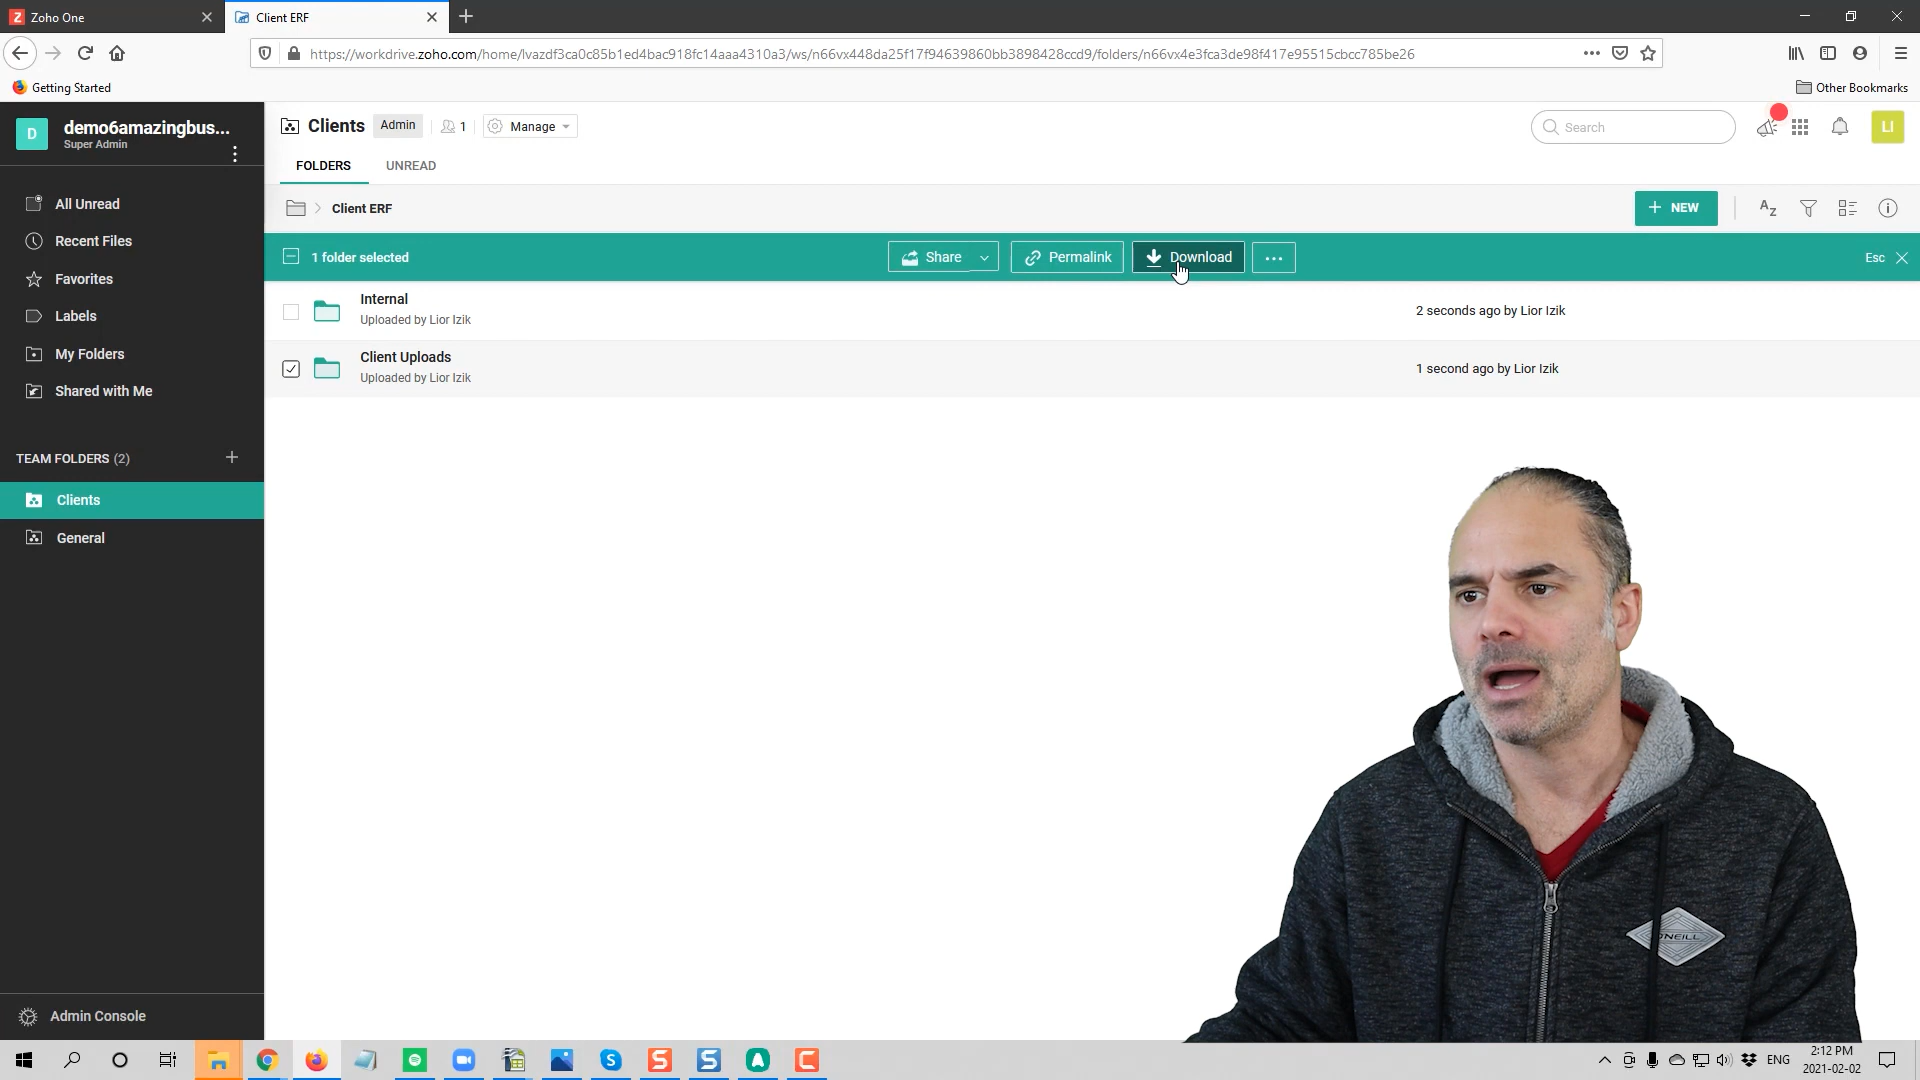 Zoho One
Client ERF
https://workdrive.zoho.com/home/lvazdf3ca0c85b1ed4bac918fc14aaa4310a3/ws/n66vx448da25f17f94639860bb3898428ccd9/folders/n66vx4e3fca3de98f417e95515cbcc785be26
Getting Started
Other Bookmarks
D
demo6amazingbus...
Super Admin
Clients
Admin
1
Manage
Search
LI
FOLDERS
UNREAD
Client ERF
+ NEW
1 folder selected
Share
Permalink
Download
Esc
Internal
Uploaded by Lior Izik
2 seconds ago by Lior Izik
Client Uploads
Uploaded by Lior Izik
1 second ago by Lior Izik
All Unread
Recent Files
Favorites
Labels
My Folders
Shared with Me
TEAM FOLDERS (2)
Clients
General
Admin Console
O'NEILL
ENG
2:12 PM
2021-02-02